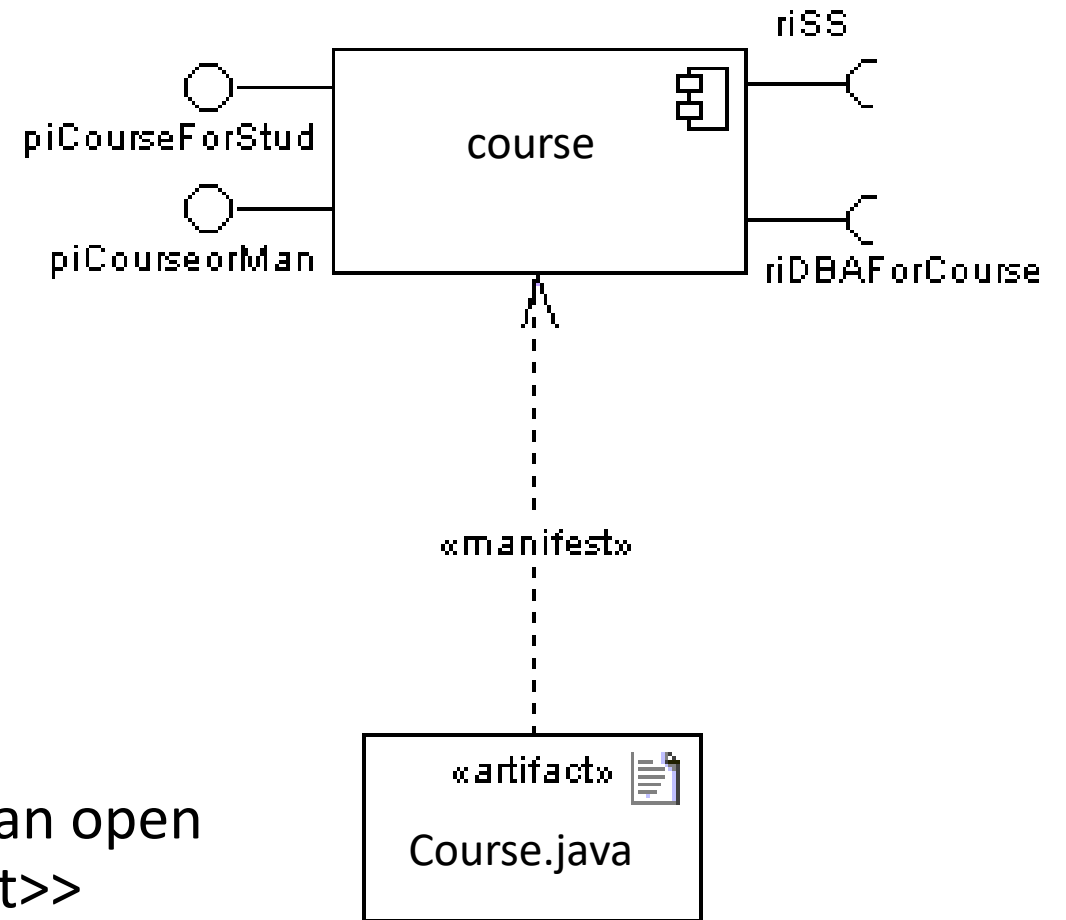 riSS
piCourseForStud
course
piCourseorMan
riDBAForCourse
«manifest»
«artifact»
Course.java
an open
t>>